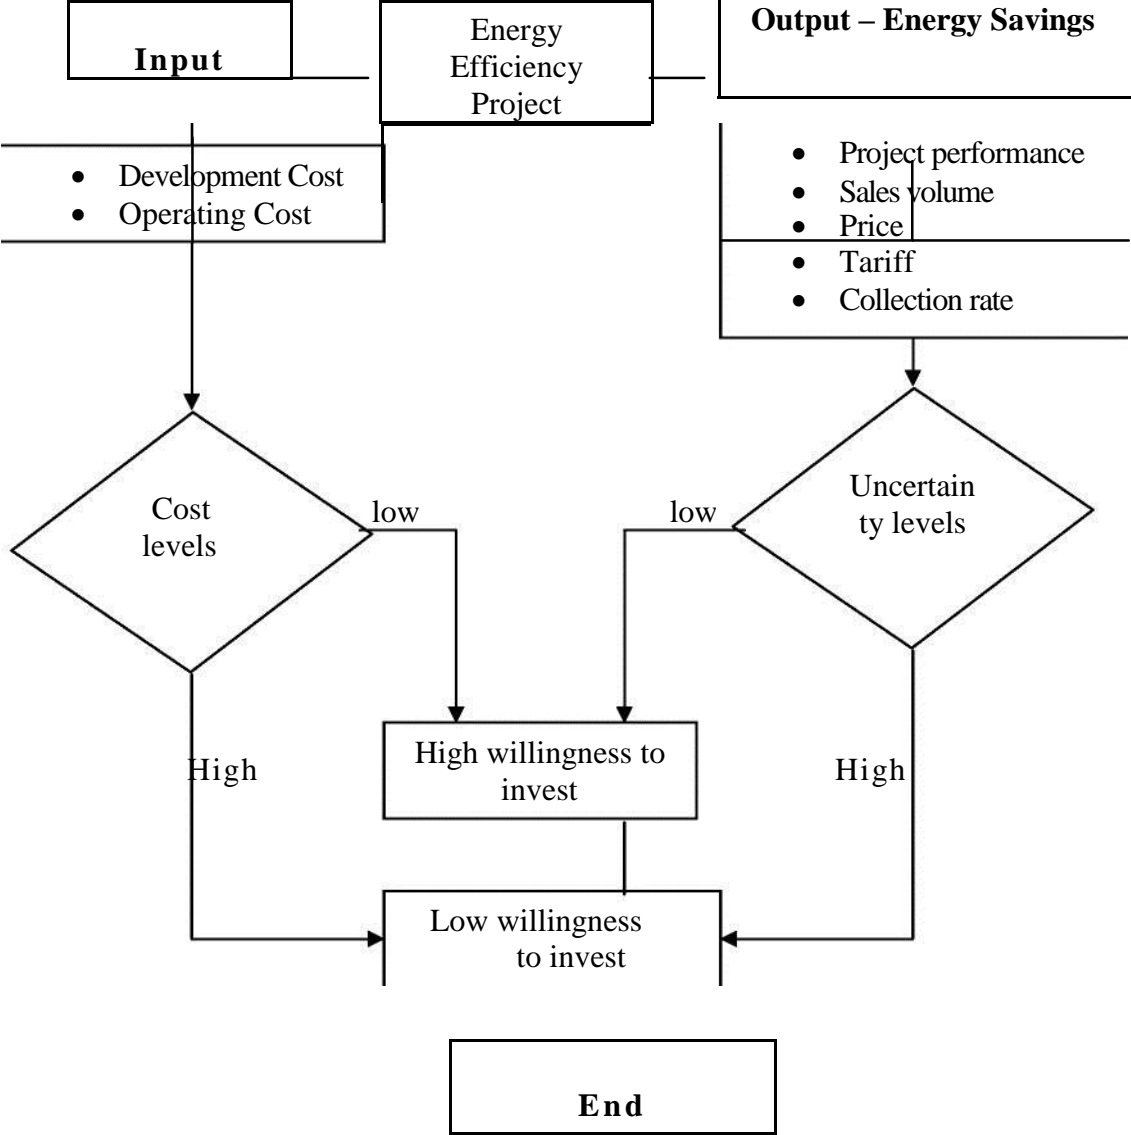 Input
Energy
Efficiency
Project
Output – Energy Savings
• Development Cost
• Operating Cost
• Project performance
• Sales volume
• Price
• Tariff
• Collection rate
Cost
levels
low
low
Uncertain
ty levels
High willingness to
invest
High
High
Low willingness
to invest
End